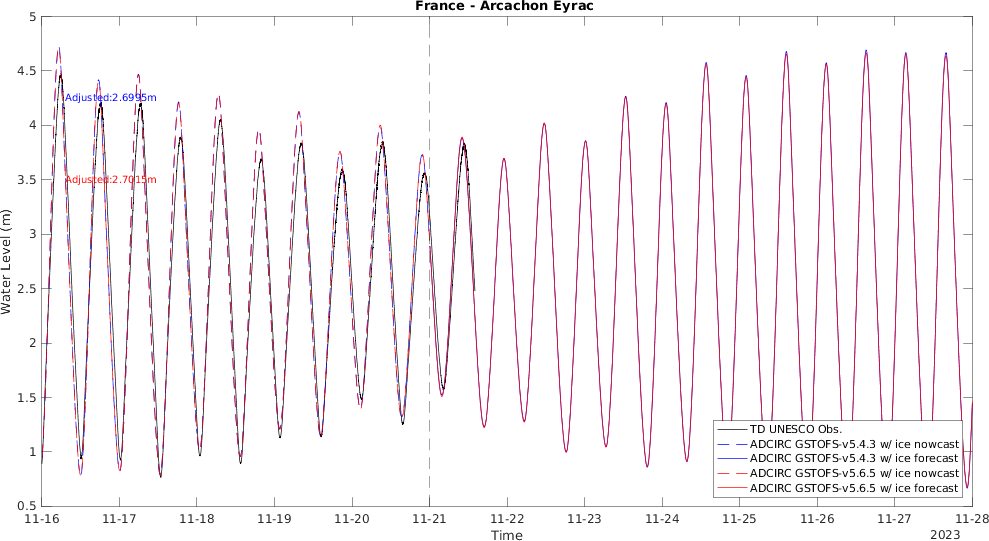 France - Arcachon Eyrac
5
4.5
4
3.5
3
2.5
2
1.5
1
0.5
Water Level (m)
Adjusted:2.6995m
Adjusted:2.7015m
TD UNESCO Obs.
ADCIRC GSTOFS-v5.4.3 w/ ice nowcast
ADCIRC GSTOFS-v5.4.3 w/ ice forecast
ADCIRC GSTOFS-v5.6.5 w/ ice nowcast
ADCIRC GSTOFS-v5.6.5 w/ ice forecast
11-16 11-17 11-18 11-19 11-20 11-21 11-22 11-23 11-24 11-25 11-26 11-27 11-28
Time
2023